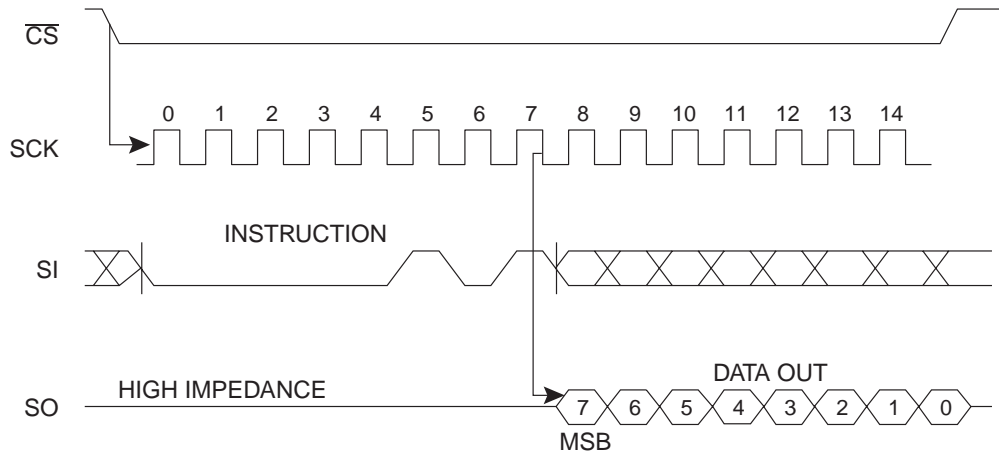 CS
0 1 2 3 4 5 6 7 8 9 10 11 12 13 14
SCK
INSTRUCTION
SI
HIGH IMPEDANCE
DATA OUT
SO
7 6 5 4 3 2 1 0
MSB